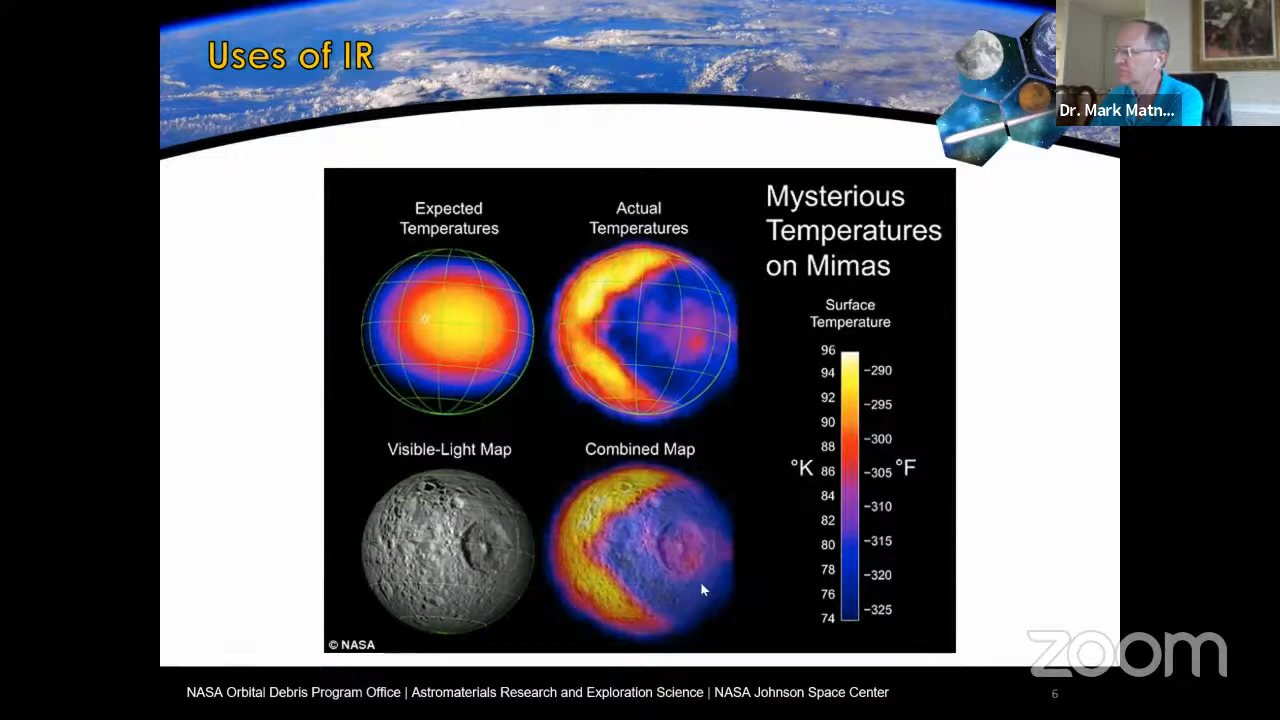 Uses of IR
Dr. Mark Matn...
Expected
Temperatures
Actual
Temperatures
Mysterious
Temperatures
on Mimas
Visible-Light Map
Combined Map
Surface
Temperature
96
94
92
90
88
86
84
82
80
78
76
74
°K
°F
−290
−295
−300
−305
−310
−315
−320
−325
© NASA
zoom
NASA Orbital Debris Program Office | Astromaterials Research and Exploration Science | NASA Johnson Space Center
6